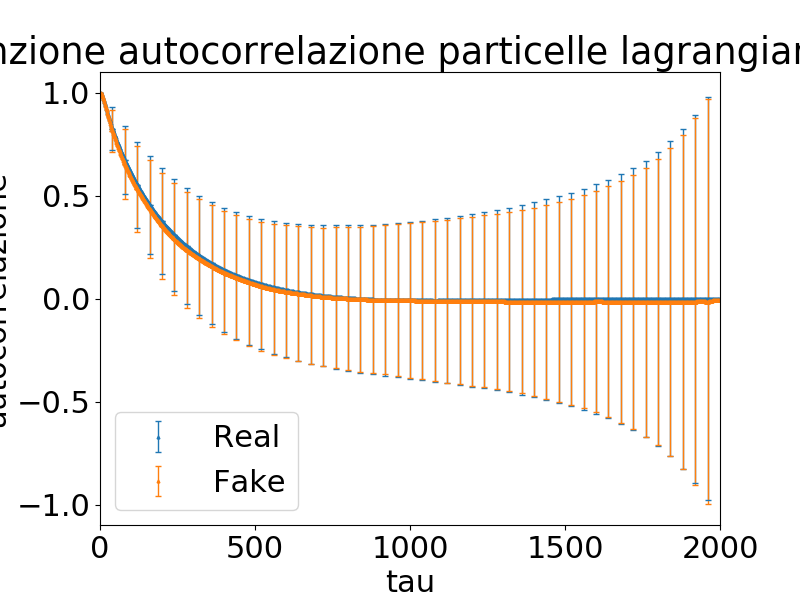 nzione autocorrelazione particelle lagrangian
autocorrelazione
1.0
0.5
0.0
−0.5
−1.0
Real
Fake
0 500 1000 1500 2000
tau